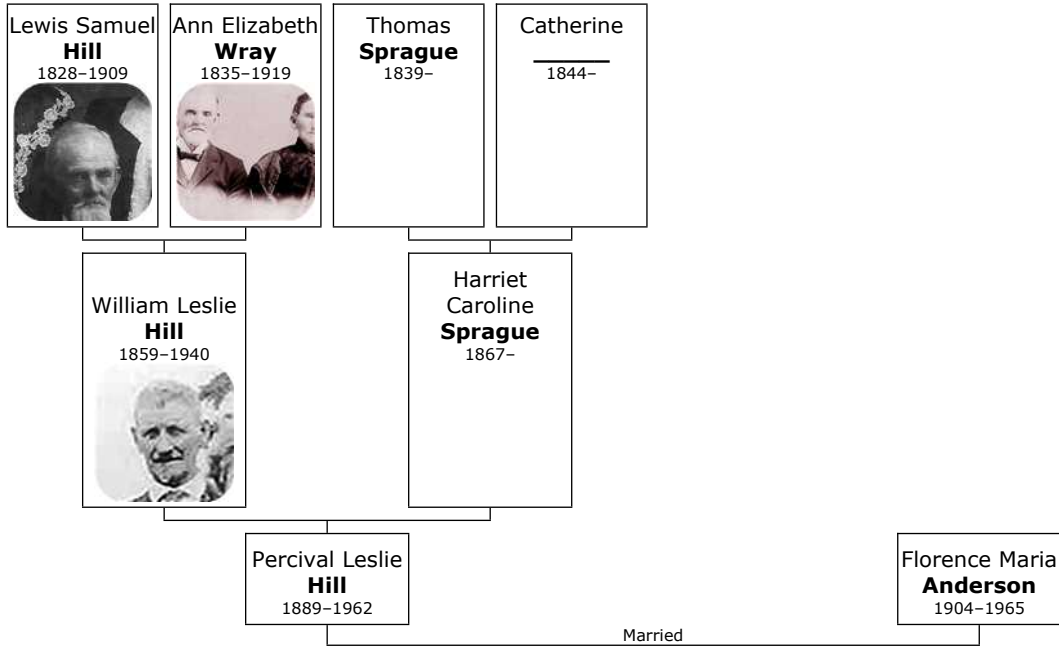 Lewis Samuel
Hill
1828–1909
Ann Elizabeth
Wray
1835–1919
Thomas
Sprague
1839–
Catherine
______
1844–
William Leslie
Hill
1859–1940
Harriet
Caroline
Sprague
1867–
Percival Leslie
Hill
1889–1962
Florence Maria
Anderson
1904–1965
Married